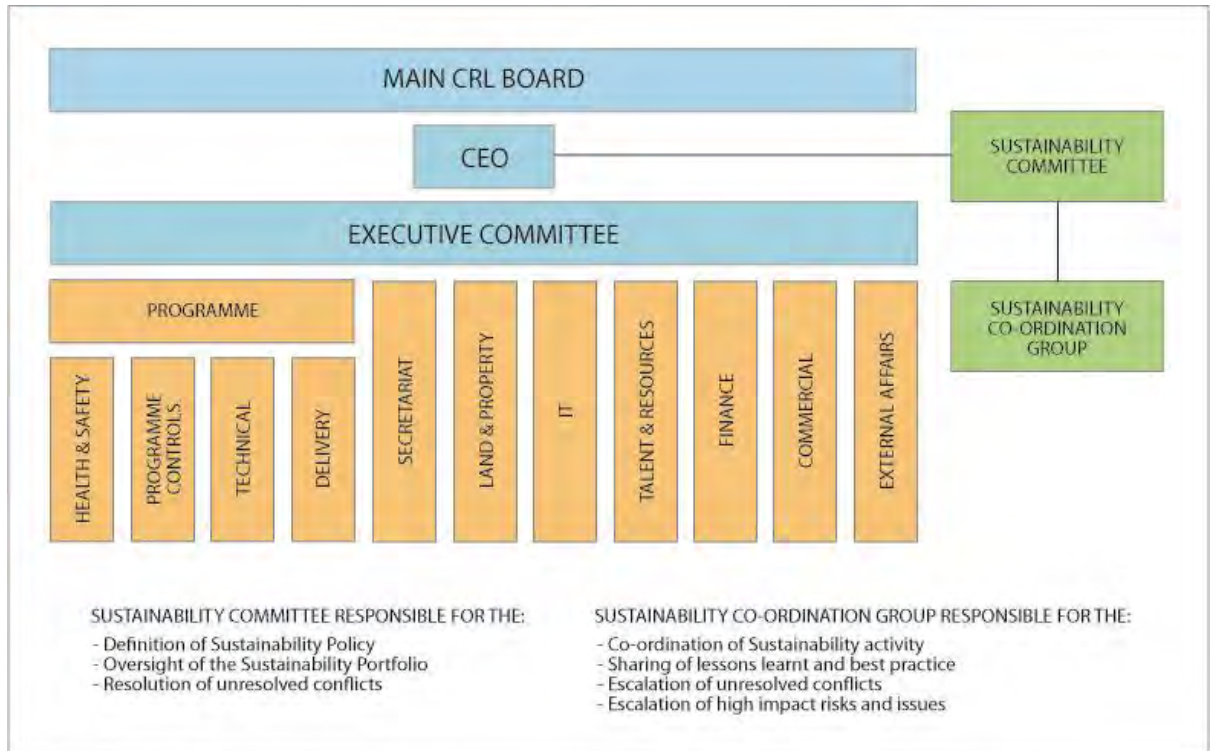 MAIN CRL BOARD
CEO
SUSTAINABILITY
COMMITTEE
EXECUTIVE COMMITTEE
PROGRAMME
SUSTAINABILITY
CO-ORDINATION
GROUP
HEALTH & SAFETY
PROGRAMME
CONTROLS
TECHNICAL
DELIVERY
SECRETARIAT
LAND & PROPERTY
IT
TALENT & RESOURCES
FINANCE
COMMERCIAL
EXTERNAL AFFAIRS
SUSTAINABILITY COMMITTEE RESPONSIBLE FOR THE:
- Definition of Sustainability Policy
- Oversight of the Sustainability Portfolio
- Resolution of unresolved conflicts
SUSTAINABILITY CO-ORDINATION GROUP RESPONSIBLE FOR THE:
- Co-ordination of Sustainability activity
- Sharing of lessons learnt and best practice
- Escalation of unresolved conflicts
- Escalation of high impact risks and issues